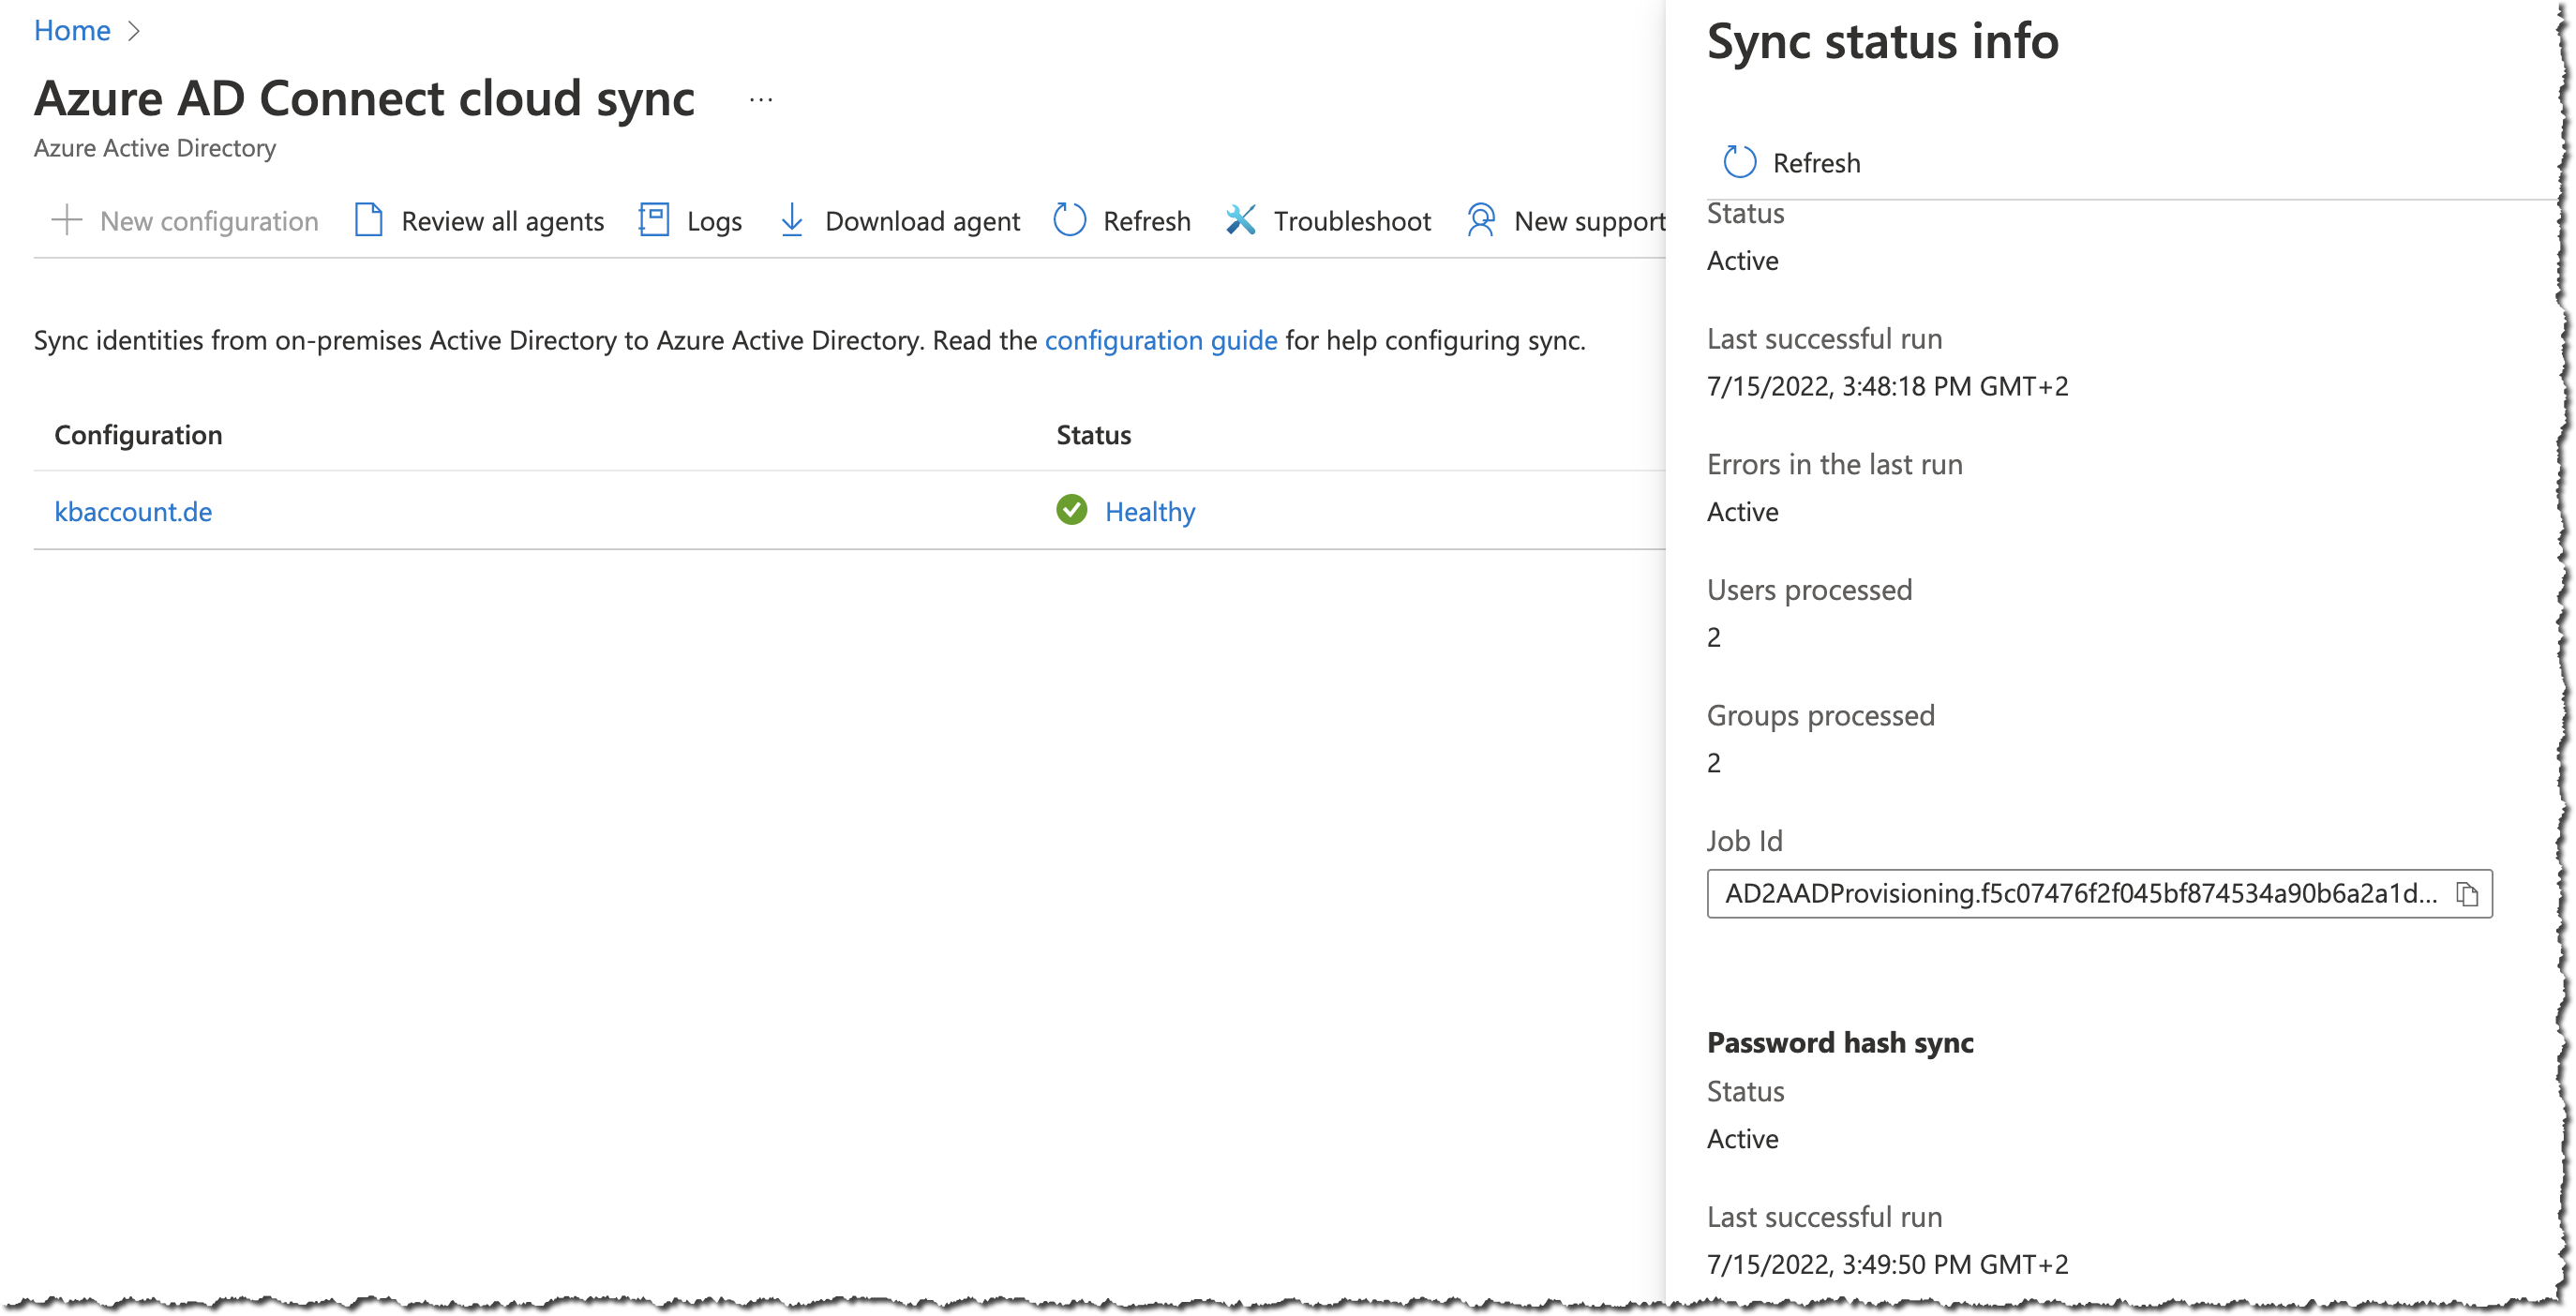 Home
Azure AD Connect cloud sync ...
Azure Active Directory
New configuration Review all agents Logs Download agent Refresh Troubleshoot New support
Sync identities from on-premises Active Directory to Azure Active Directory. Read the configuration guide for help configuring sync.
Configuration Status
kbaccount.de Healthy
Sync status info
Refresh
Status
Active
Last successful run
7/15/2022, 3:48:18 PM GMT+2
Errors in the last run
Active
Users processed
2
Groups processed
2
Job Id
AD2AADProvisioning.f5c07476f2f045bf874534a90b6a2a1d...
Password hash sync
Status
Active
Last successful run
7/15/2022, 3:49:50 PM GMT+2